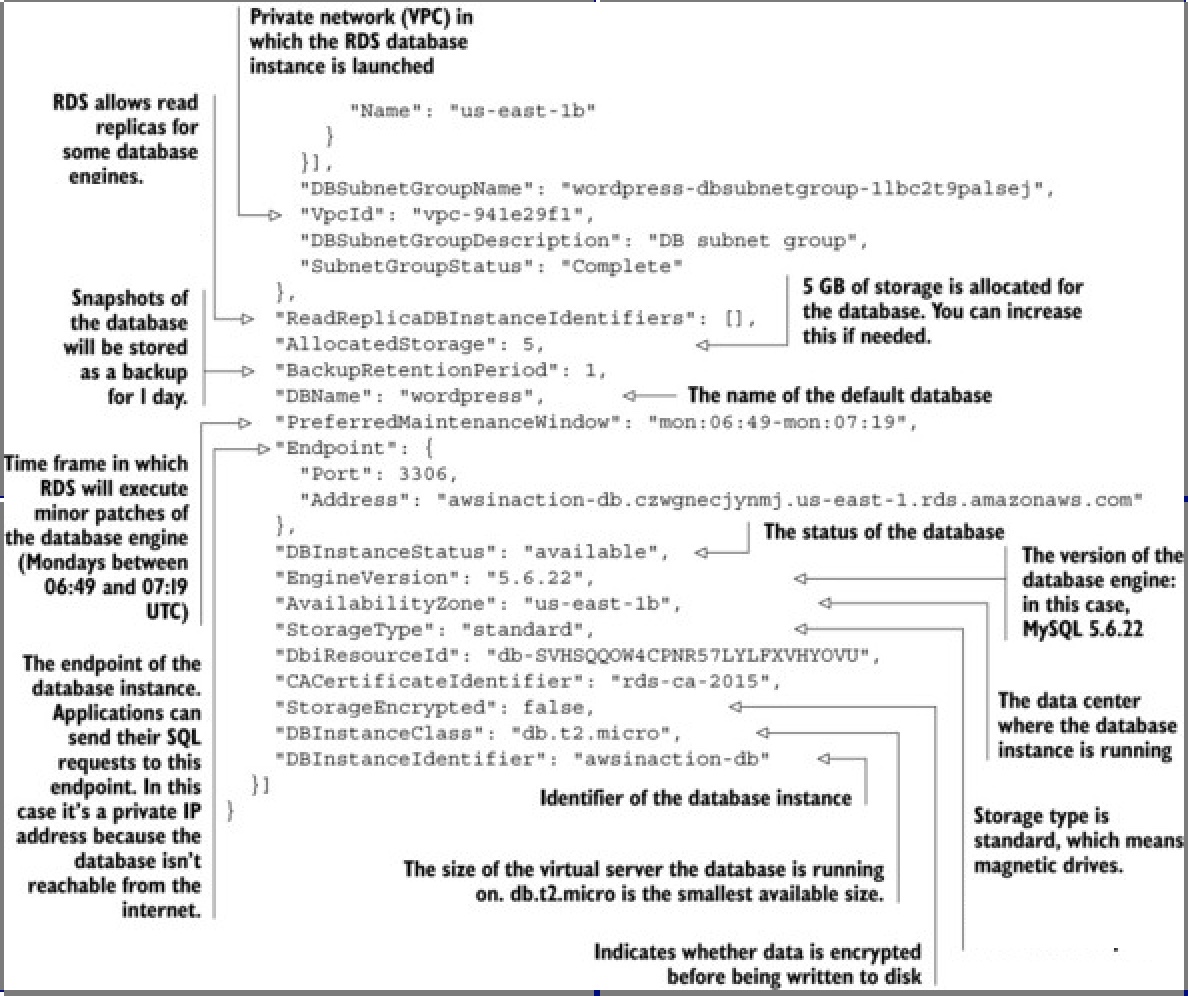 Private network (VPC) in
which the RDS database
instance is launched
RDS allows read
replicas for
some database
engines.
"Name": "us-east-1b"
}
}],
"DBSubnetGroupName": "wordpress-dbsubnetgroup-1lbc2t9palsej",
"VpcId": "vpc-941e29f1",
"DBSubnetGroupDescription": "DB subnet group",
"SubnetGroupStatus": "Complete"
},
"ReadReplicaDBInstanceIdentifiers": [],
"AllocatedStorage": 5,
"BackupRetentionPeriod": 1,
"DBName": "wordpress",
"PreferredMaintenanceWindow": "mon:06:49-mon:07:19",
"Endpoint": {
"Port": 3306,
"Address": "awsinaction-db.czwgnecjynmj.us-east-1.rds.amazonaws.com"
},
"DBInstanceStatus": "available",
"EngineVersion": "5.6.22",
"AvailabilityZone": "us-east-1b",
"StorageType": "standard",
"DbiResourceId": "db-SVHSQQOW4CPNR57LYLFXVHYOVU",
"CACertificateIdentifier": "rds-ca-2015",
"StorageEncrypted": false,
"DBInstanceClass": "db.t2.micro",
"DBInstanceIdentifier": "awsinaction-db"
}]
}
Snapshots of
the database
will be stored
as a backup
for 1 day.
5 GB of storage is allocated for
the database. You can increase
this if needed.
The name of the default database
Time frame in which
RDS will execute
minor patches of
the database engine
(Mondays between
06:49 and 07:19
UTC)
The status of the database
The version of the
database engine:
in this case,
MySQL 5.6.22
The endpoint of the
database instance.
Applications can
send their SQL
requests to this
endpoint. In this
case it's a private IP
address because the
database isn't
reachable from the
internet.
The data center
where the database
instance is running
Identifier of the database instance
Storage type is
standard, which means
magnetic drives.
The size of the virtual server the database is running
on. db.t2.micro is the smallest available size.
Indicates whether data is encrypted
before being written to disk